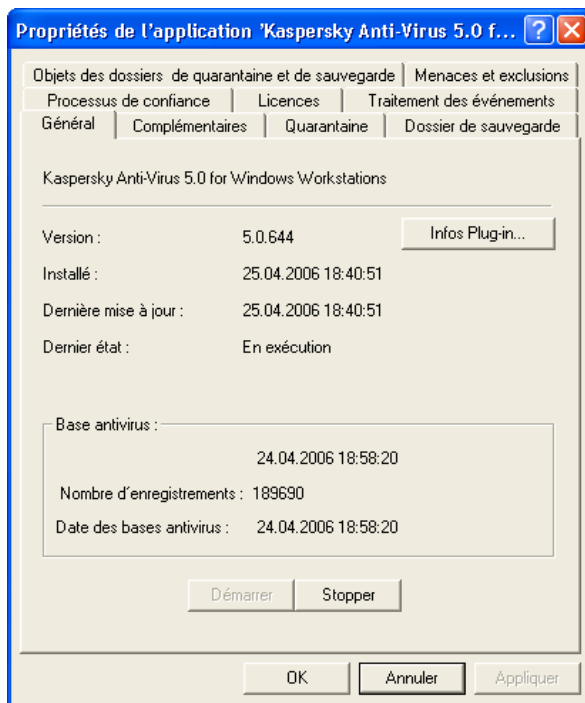 Propriétés de l'application 'Kaspersky Anti-Virus 5.0 f...
Objets des dossiers de quarantaine et de sauvegarde
Menaces et exclusions
Processus de confiance
Licences
Traitement des événements
Général
Complémentaires
Quarantaine
Dossier de sauvegarde
Kaspersky Anti-Virus 5.0 for Windows Workstations
Version : 5.0.644
Infos Plug-in...
Installé : 25.04.2006 18:40:51
Dernière mise à jour : 25.04.2006 18:40:51
Dernier état : En exécution
Base antivirus :
24.04.2006 18:58:20
Nombre d'enregistrements : 189690
Date des bases antivirus : 24.04.2006 18:58:20
Démarrer
Stopper
OK
Annuler
Appliquer